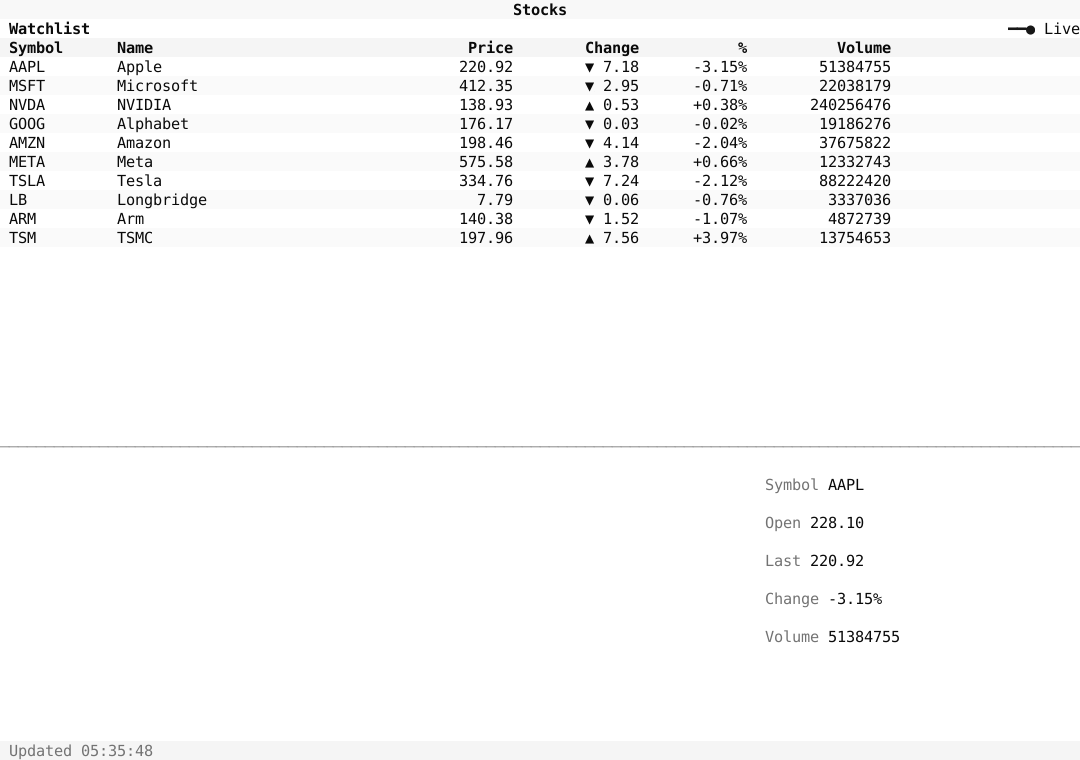 Stocks
Watchlist Live
Symbol Name Price Change % Volume
AAPL Apple 220.92 ▼ 7.18 -3.15% 51384755
MSFT Microsoft 412.35 ▼ 2.95 -0.71% 22038179
NVDA NVIDIA 138.93 ▲ 0.53 +0.38% 240256476
GOOG Alphabet 176.17 ▼ 0.03 -0.02% 19186276
AMZN Amazon 198.46 ▼ 4.14 -2.04% 37675822
META Meta 575.58 ▲ 3.78 +0.66% 12332743
TSLA Tesla 334.76 ▼ 7.24 -2.12% 88222420
LB Longbridge 7.79 ▼ 0.06 -0.76% 3337036
ARM Arm 140.38 ▼ 1.52 -1.07% 4872739
TSM TSMC 197.96 ▲ 7.56 +3.97% 13754653
Symbol AAPL
Open 228.10
Last 220.92
Change -3.15%
Volume 51384755
Updated 05:35:48